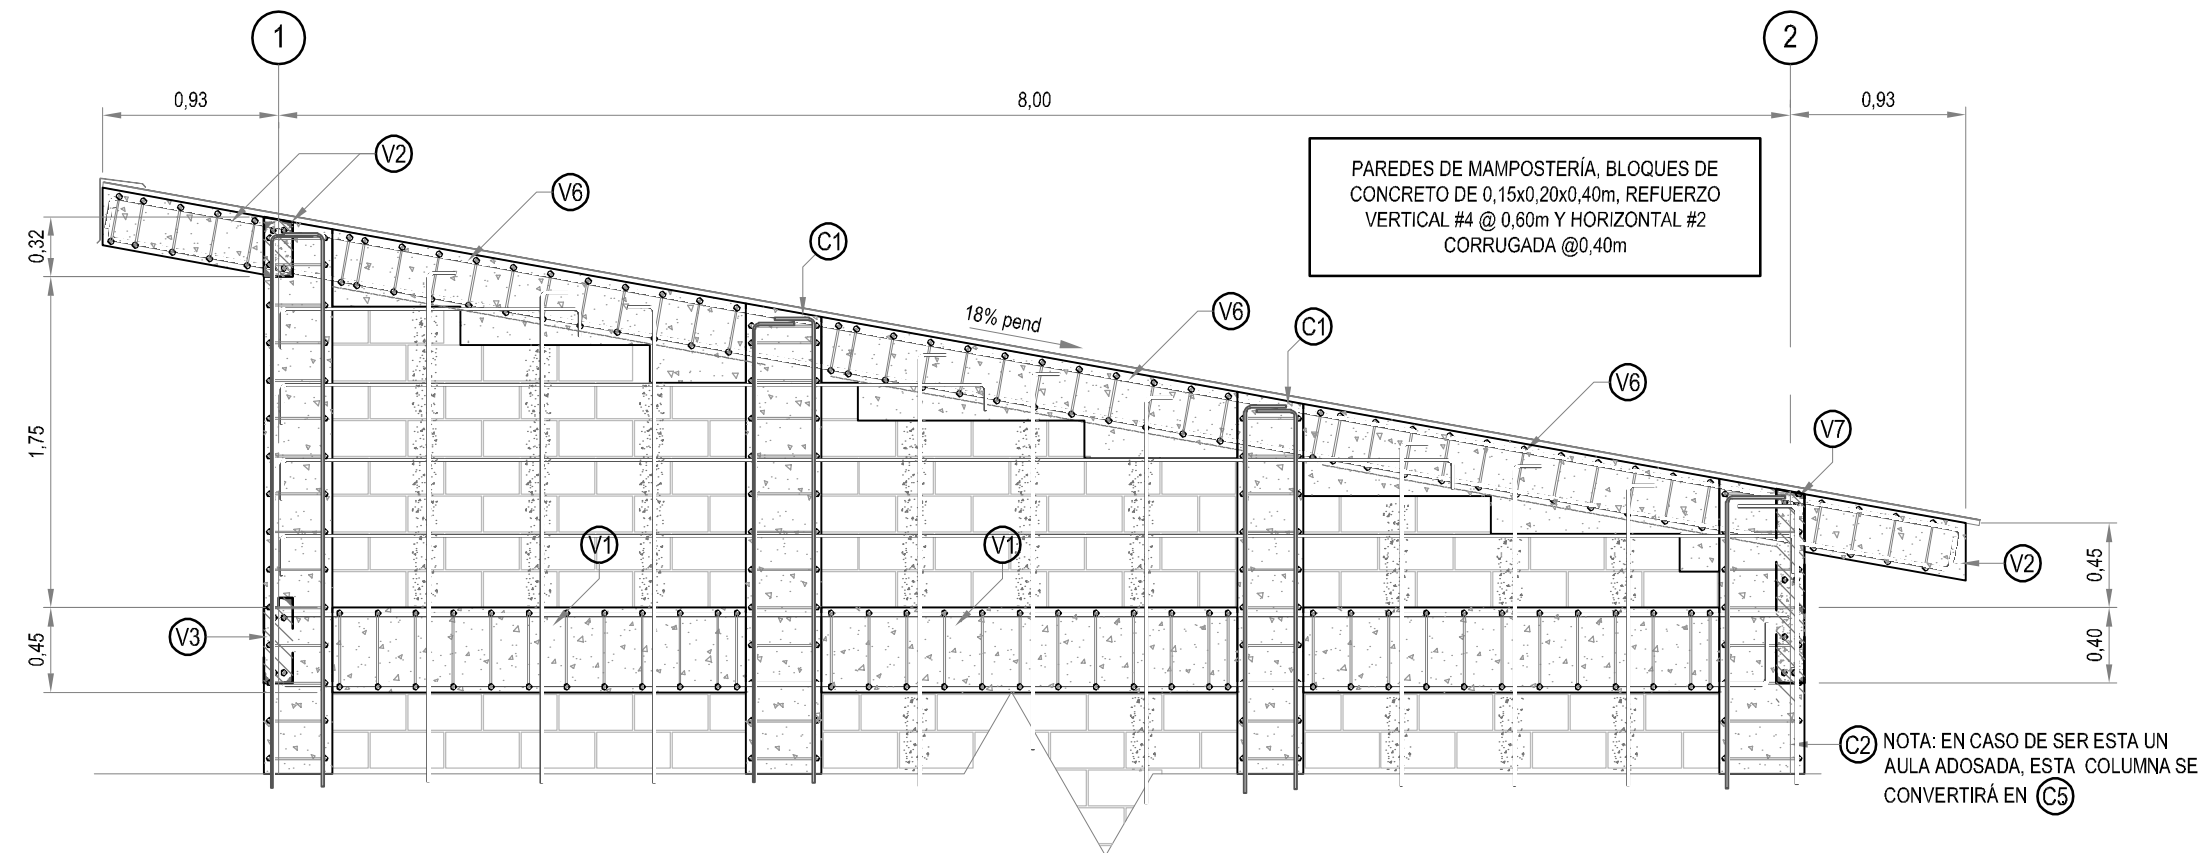 1
2
0,93
8,00
0,93
V2
V6
PAREDES DE MAMPOSTERÍA, BLOQUES DE
CONCRETO DE 0,15x0,20x0,40m, REFUERZO
VERTICAL #4 @ 0,60m Y HORIZONTAL #2
CORRUGADA @0,40m
0,32
C1
18% pend
V6
C1
V6
V7
1,75
V1
V1
V2
0,45
V3
0,45
0,40
C2 NOTA: EN CASO DE SER ESTA UN
AULA ADOSADA, ESTA COLUMNA SE
CONVERTIRÁ EN C5